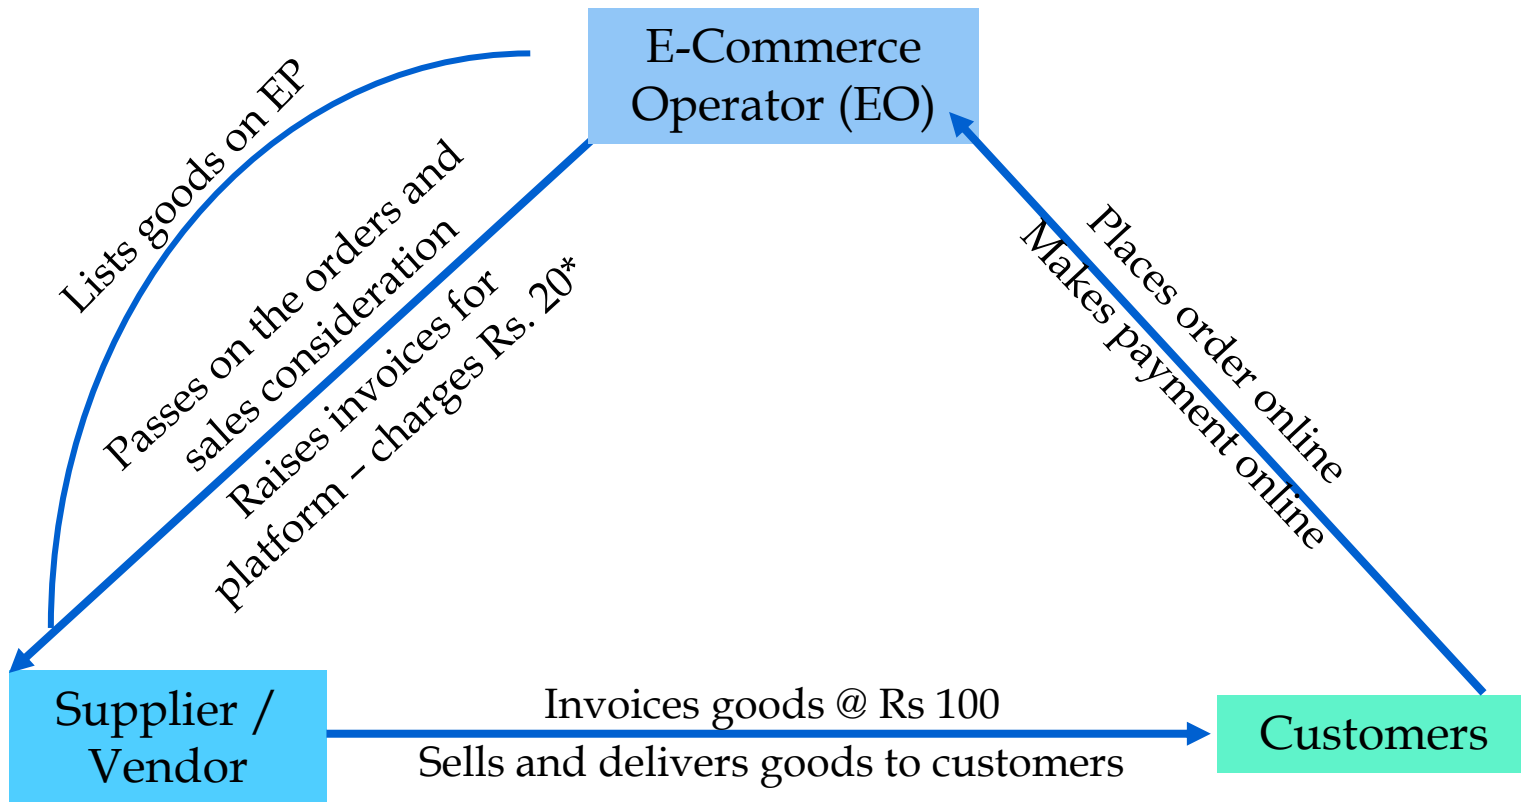 E-Commerce
Operator (EO)
Lists goods on EP
Passes on the orders and
sales consideration
Raises invoices for
platform – charges Rs. 20*
Places order online
Makes payment online
Supplier /
Vendor
Invoices goods @ Rs 100
Sells and delivers goods to customers
Customers